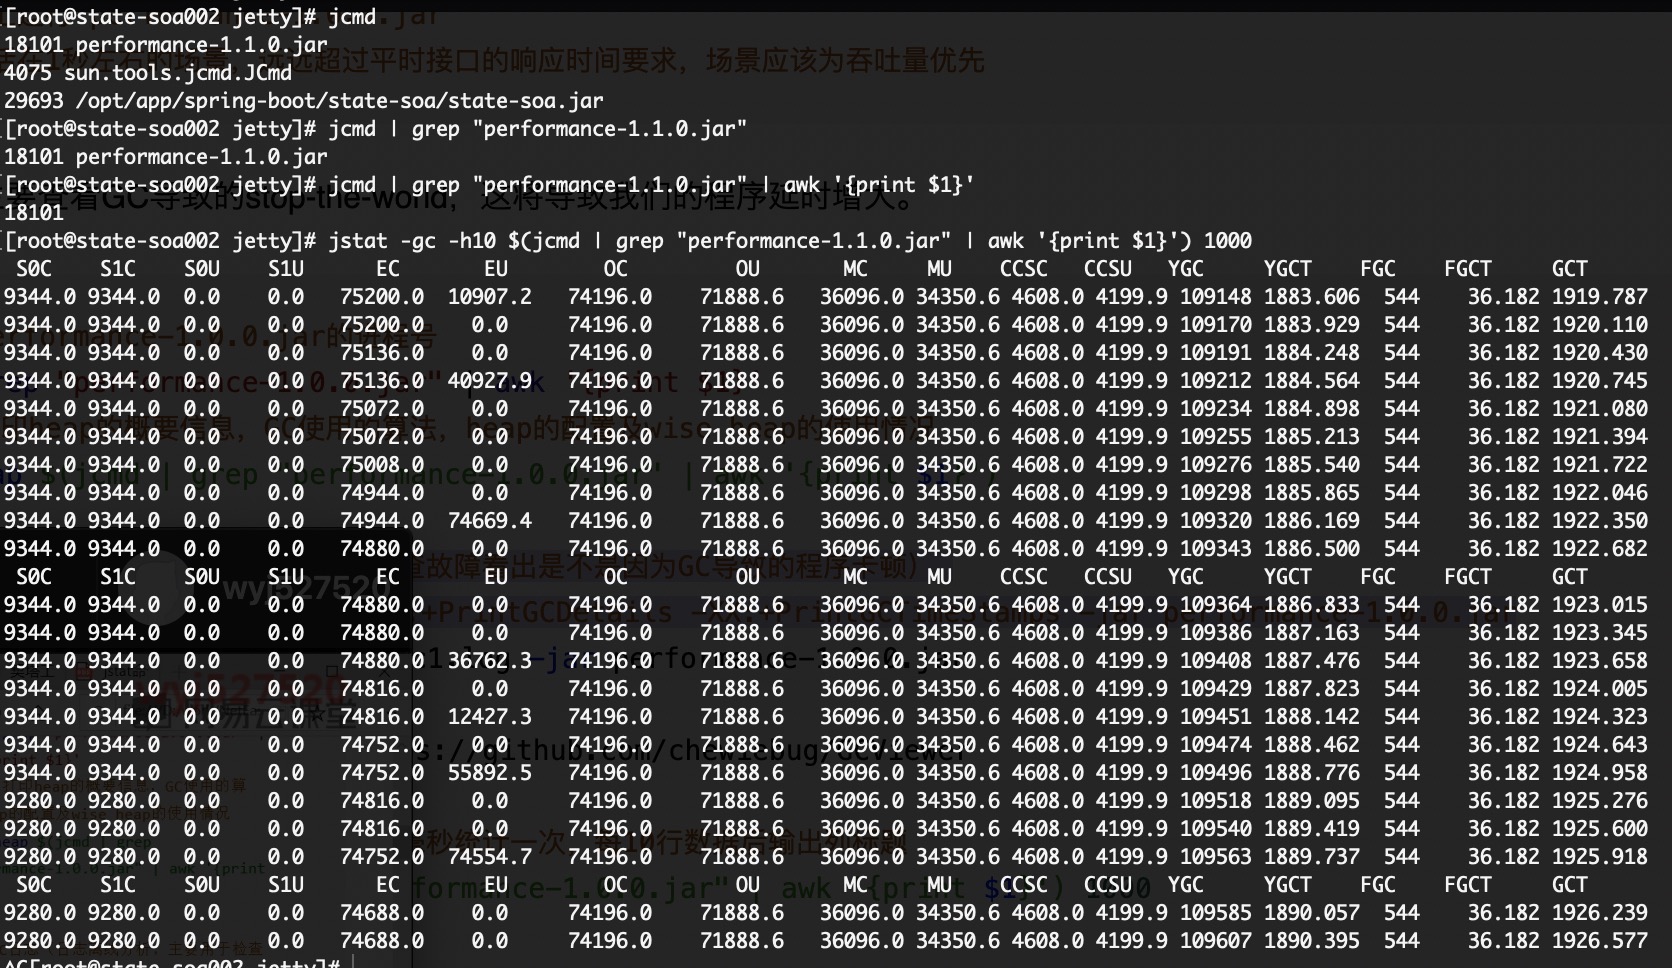 [root@state-soa002 jetty]# jcmd
18101 performance-1.1.0.jar
4075 sun.tools.jcmd.JCmd
29693 /opt/app/spring-boot/state-soa/state-soa.jar
[root@state-soa002 jetty]# jcmd | grep "performance-1.1.0.jar"
18101 performance-1.1.0.jar
[root@state-soa002 jetty]# jcmd | grep "performance-1.1.0.jar" | awk '{print $1}'
18101
[root@state-soa002 jetty]# jstat -gc -h10 $(jcmd | grep "performance-1.1.0.jar" | awk '{print $1}') 1000
S0C S1C S0U S1U EC EU OC OU MC MU CCSC CCSU YGC YGCT FGC FGCT GCT
9344.0 9344.0 0.0 0.0 75200.0 10907.2 74196.0 71888.6 36096.0 34350.6 4608.0 4199.9 109148 1883.606 544 36.182 1919.787
9344.0 9344.0 0.0 0.0 75200.0 0.0 74196.0 71888.6 36096.0 34350.6 4608.0 4199.9 109170 1883.929 544 36.182 1920.110
9344.0 9344.0 0.0 0.0 75136.0 0.0 74196.0 71888.6 36096.0 34350.6 4608.0 4199.9 109191 1884.248 544 36.182 1920.430
9344.0 9344.0 0.0 0.0 75136.0 40927.9 74196.0 71888.6 36096.0 34350.6 4608.0 4199.9 109212 1884.564 544 36.182 1920.745
9344.0 9344.0 0.0 0.0 75072.0 0.0 74196.0 71888.6 36096.0 34350.6 4608.0 4199.9 109234 1884.898 544 36.182 1921.080
9344.0 9344.0 0.0 0.0 75072.0 0.0 74196.0 71888.6 36096.0 34350.6 4608.0 4199.9 109255 1885.213 544 36.182 1921.394
9344.0 9344.0 0.0 0.0 75008.0 0.0 74196.0 71888.6 36096.0 34350.6 4608.0 4199.9 109276 1885.540 544 36.182 1921.722
9344.0 9344.0 0.0 0.0 74944.0 0.0 74196.0 71888.6 36096.0 34350.6 4608.0 4199.9 109298 1885.865 544 36.182 1922.046
9344.0 9344.0 0.0 0.0 74944.0 74669.4 74196.0 71888.6 36096.0 34350.6 4608.0 4199.9 109320 1886.169 544 36.182 1922.350
9344.0 9344.0 0.0 0.0 74880.0 0.0 74196.0 71888.6 36096.0 34350.6 4608.0 4199.9 109343 1886.500 544 36.182 1922.682
S0C S1C S0U S1U EC EU OC OU MC MU CCSC CCSU YGC YGCT FGC FGCT GCT
9344.0 9344.0 0.0 0.0 74880.0 0.0 74196.0 71888.6 36096.0 34350.6 4608.0 4199.9 109364 1886.833 544 36.182 1923.015
9344.0 9344.0 0.0 0.0 74880.0 0.0 74196.0 71888.6 36096.0 34350.6 4608.0 4199.9 109386 1887.163 544 36.182 1923.345
9344.0 9344.0 0.0 0.0 74880.0 36762.3 74196.0 71888.6 36096.0 34350.6 4608.0 4199.9 109408 1887.476 544 36.182 1923.658
9344.0 9344.0 0.0 0.0 74816.0 0.0 74196.0 71888.6 36096.0 34350.6 4608.0 4199.9 109429 1887.823 544 36.182 1924.005
9344.0 9344.0 0.0 0.0 74816.0 12427.3 74196.0 71888.6 36096.0 34350.6 4608.0 4199.9 109451 1888.142 544 36.182 1924.323
9344.0 9344.0 0.0 0.0 74752.0 0.0 74196.0 71888.6 36096.0 34350.6 4608.0 4199.9 109474 1888.462 544 36.182 1924.643
9344.0 9344.0 0.0 0.0 74752.0 55892.5 74196.0 71888.6 36096.0 34350.6 4608.0 4199.9 109496 1888.776 544 36.182 1924.958
9280.0 9280.0 0.0 0.0 74816.0 0.0 74196.0 71888.6 36096.0 34350.6 4608.0 4199.9 109518 1889.095 544 36.182 1925.276
9280.0 9280.0 0.0 0.0 74816.0 0.0 74196.0 71888.6 36096.0 34350.6 4608.0 4199.9 109540 1889.419 544 36.182 1925.600
9280.0 9280.0 0.0 0.0 74752.0 74554.7 74196.0 71888.6 36096.0 34350.6 4608.0 4199.9 109563 1889.737 544 36.182 1925.918
S0C S1C S0U S1U EC EU OC OU MC MU CCSC CCSU YGC YGCT FGC FGCT GCT
9280.0 9280.0 0.0 0.0 74688.0 0.0 74196.0 71888.6 36096.0 34350.6 4608.0 4199.9 109585 1890.057 544 36.182 1926.239
9280.0 9280.0 0.0 0.0 74688.0 0.0 74196.0 71888.6 36096.0 34350.6 4608.0 4199.9 109607 1890.395 544 36.182 1926.577
^C[root@state-soa002 jetty]#